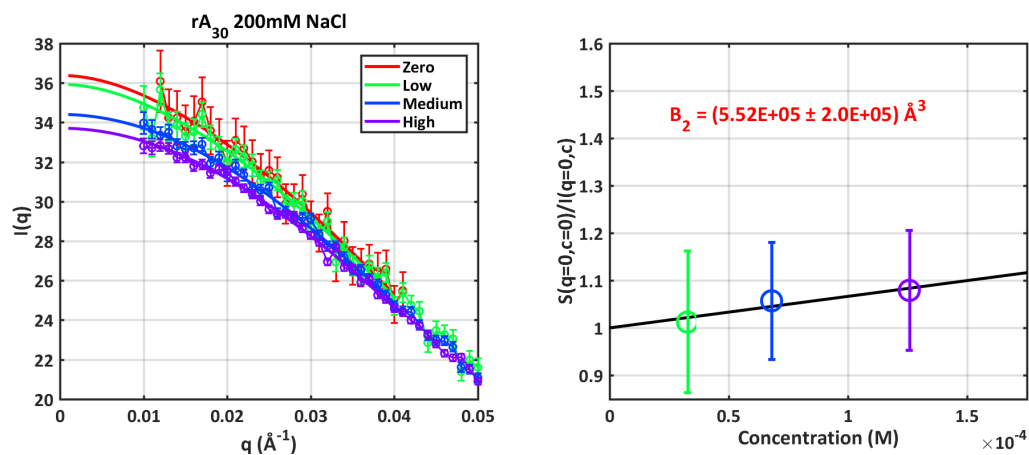 rA30 200mM NaCl
38
36
34
32
30
28
26
24
22
20
I(q)
0
0.01
0.02
0.03
0.04
0.05
q (Å-1)
Zero
Low
Medium
High
1.6
1.5
1.4
1.3
1.2
1.1
1
0.9
S(q=0,c=0)/I(q=0,c)
B2 = (5.52E+05 ± 2.0E+05) Å3
0
0.5
1
1.5
×10-4
Concentration (M)